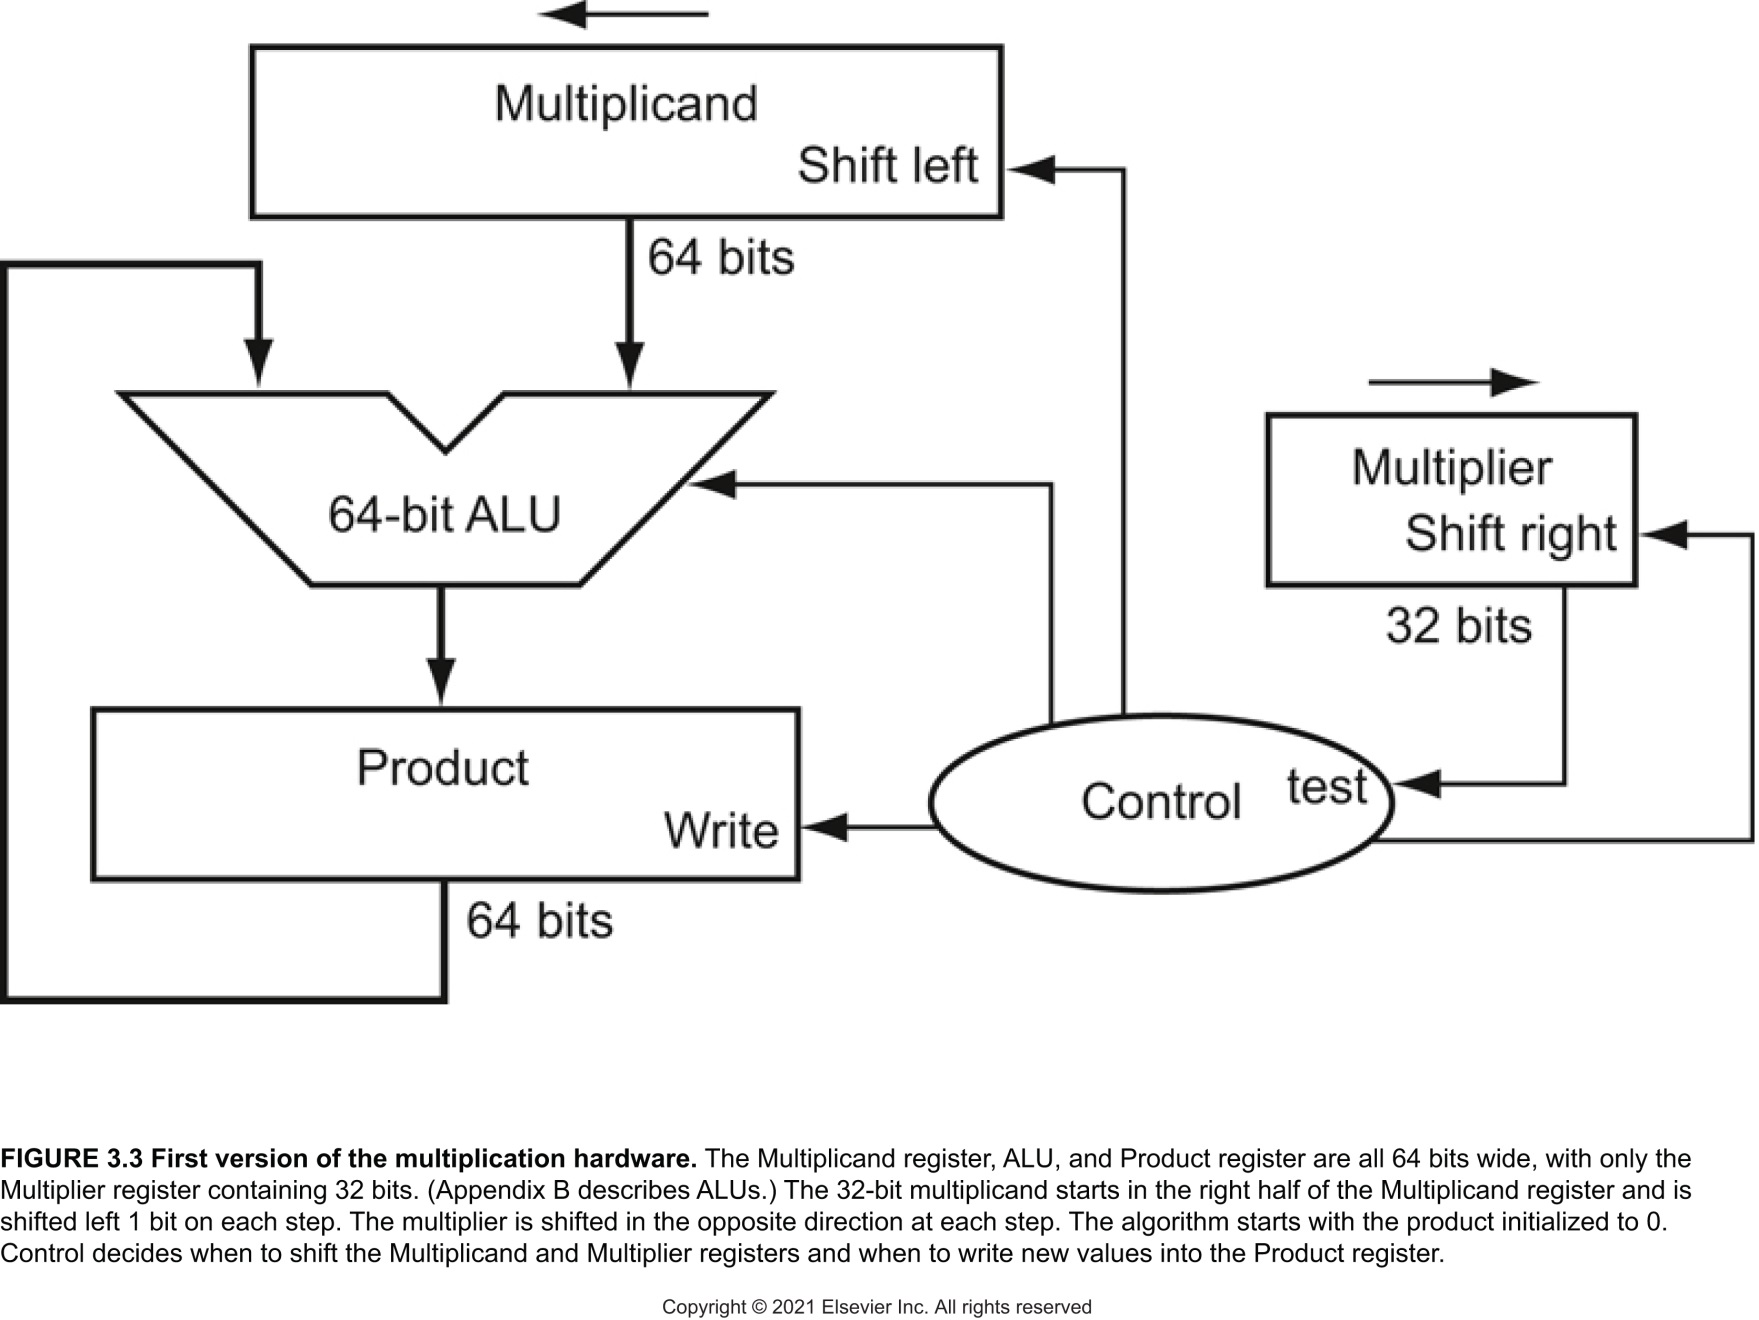 Multiplicand
Shift left
64 bits
64-bit ALU
Multiplier
Shift right
32 bits
Product
Write
Control
test
64 bits
FIGURE 3.3 First version of the multiplication hardware. The Multiplicand register, ALU, and Product register are all 64 bits wide, with only the
Multiplier register containing 32 bits. (Appendix B describes ALUs.) The 32-bit multiplicand starts in the right half of the Multiplicand register and is
shifted left 1 bit on each step. The multiplier is shifted in the opposite direction at each step. The algorithm starts with the product initialized to 0.
Control decides when to shift the Multiplicand and Multiplier registers and when to write new values into the Product register.
Copyright © 2021 Elsevier Inc. All rights reserved